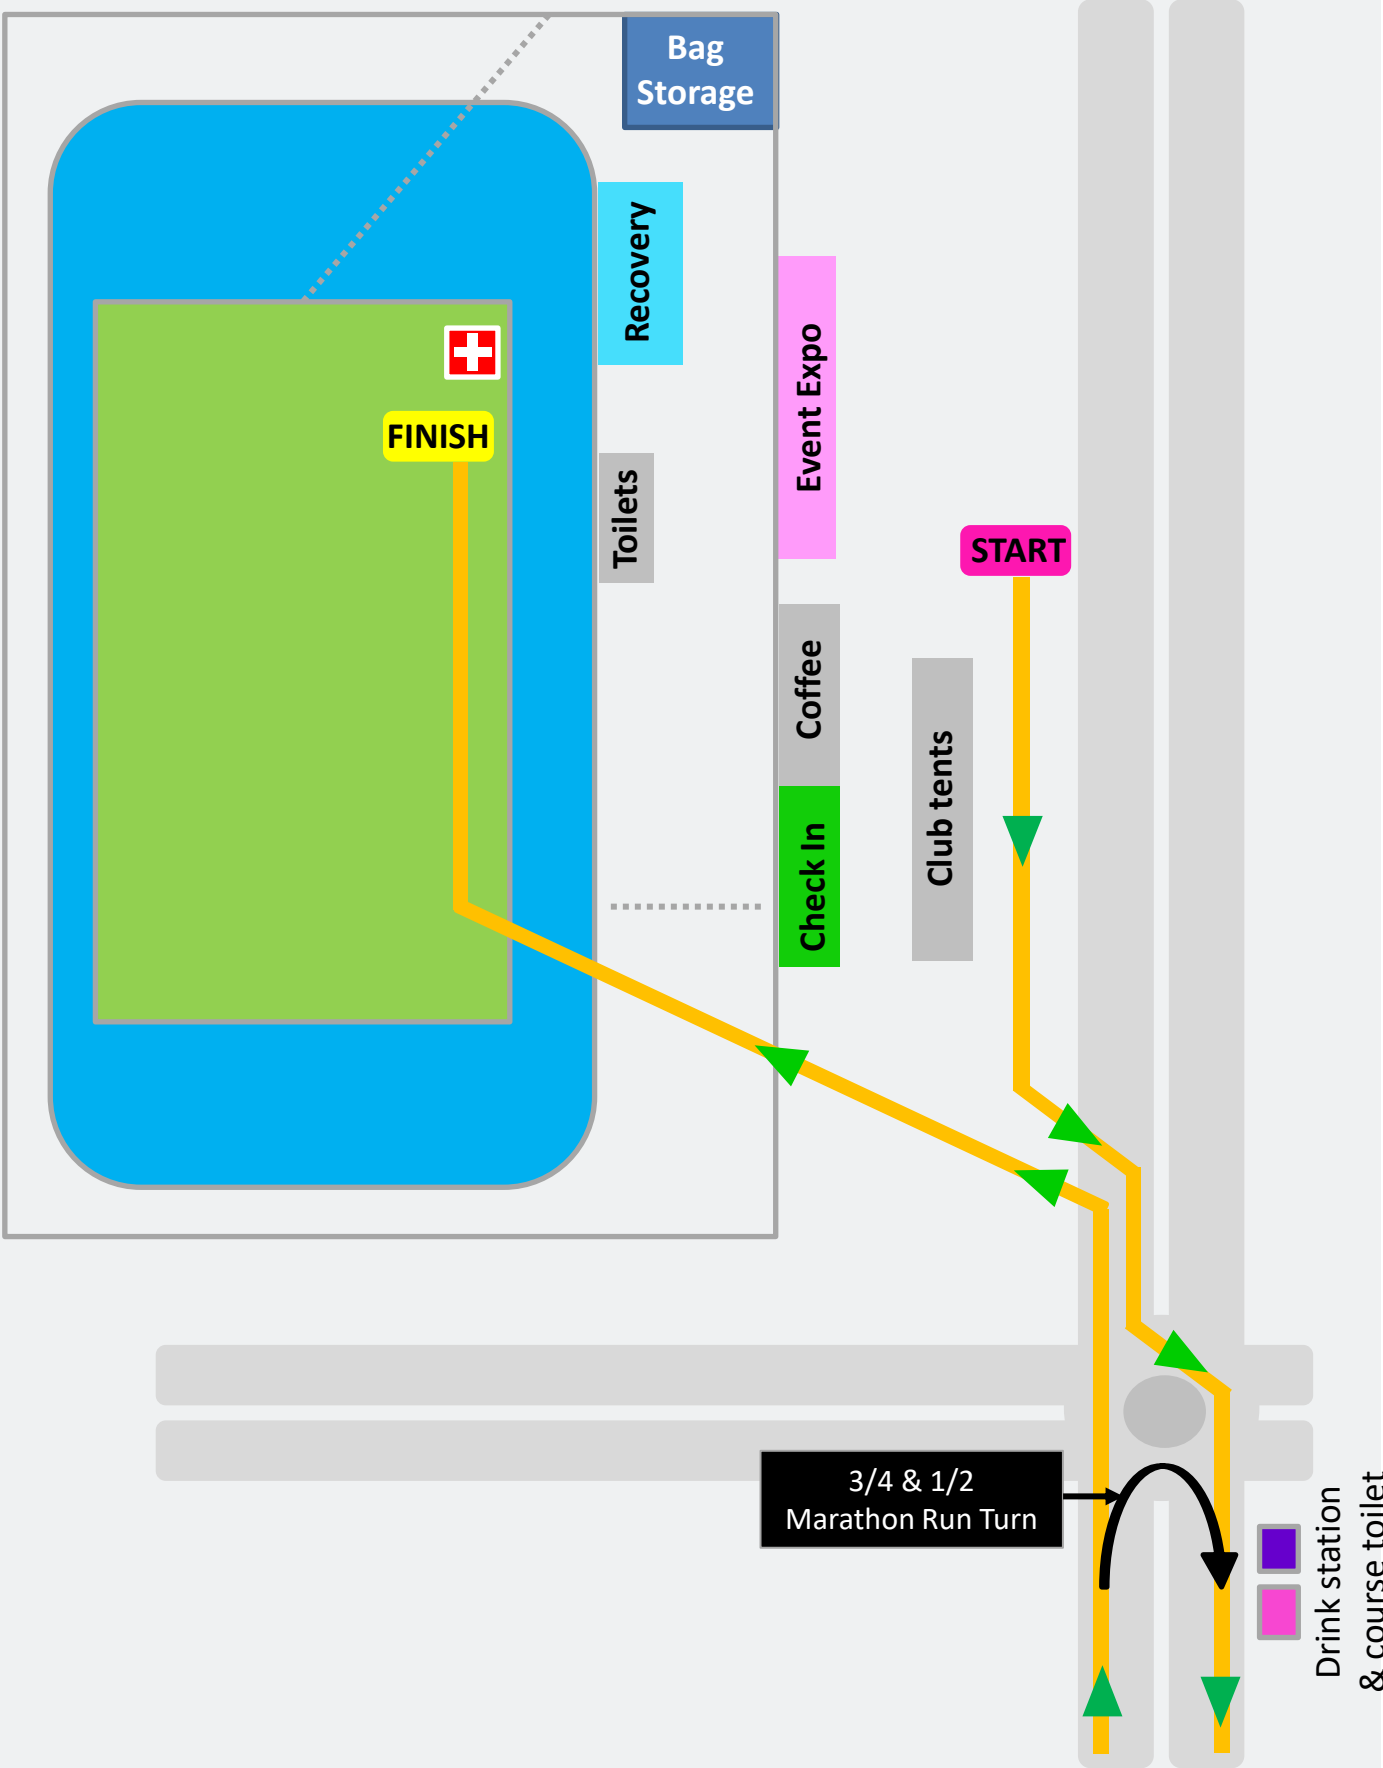 Bag
Storage
Recovery
Event Expo
FINISH
Toilets
START
Coffee
Club tents
Check In
3/4 & 1/2
Marathon Run Turn
Drink station
& course toilet